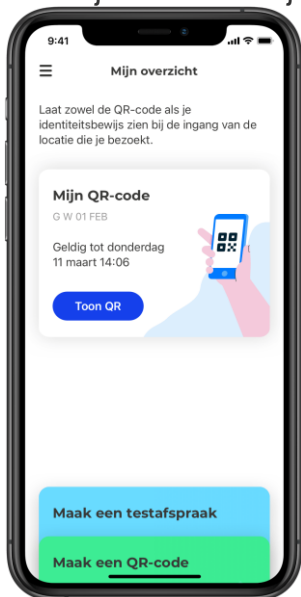 9:41
Mijn overzicht
Laat zowel de QR-code als je
identiteitsbewijs zien bij de ingang van de
locatie die je bezoekt.
Mijn QR-code
G W 01 FEB
Geldig tot donderdag
11 maart 14:06
Toon QR
Maak een testafspraak
Maak een QR-code